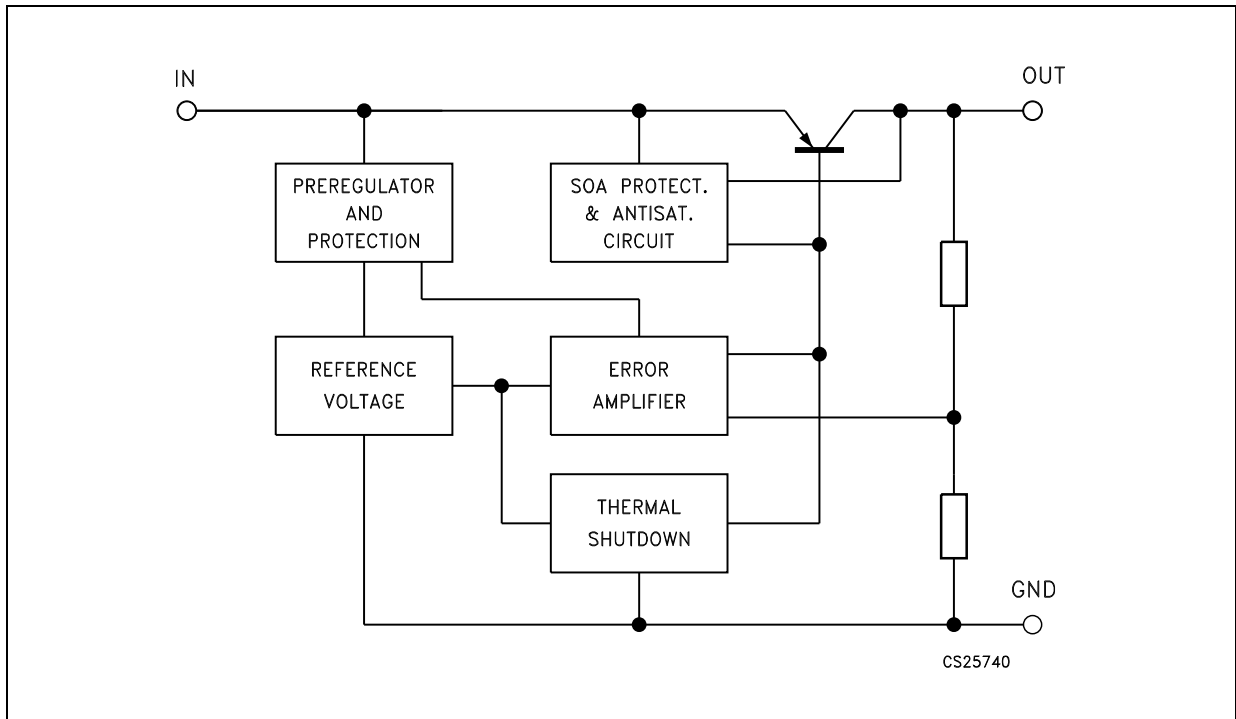 IN
OUT
PREREGULATOR
AND
PROTECTION
SOA PROTECT.
& ANTISAT.
CIRCUIT
REFERENCE
VOLTAGE
ERROR
AMPLIFIER
THERMAL
SHUTDOWN
GND
CS25740